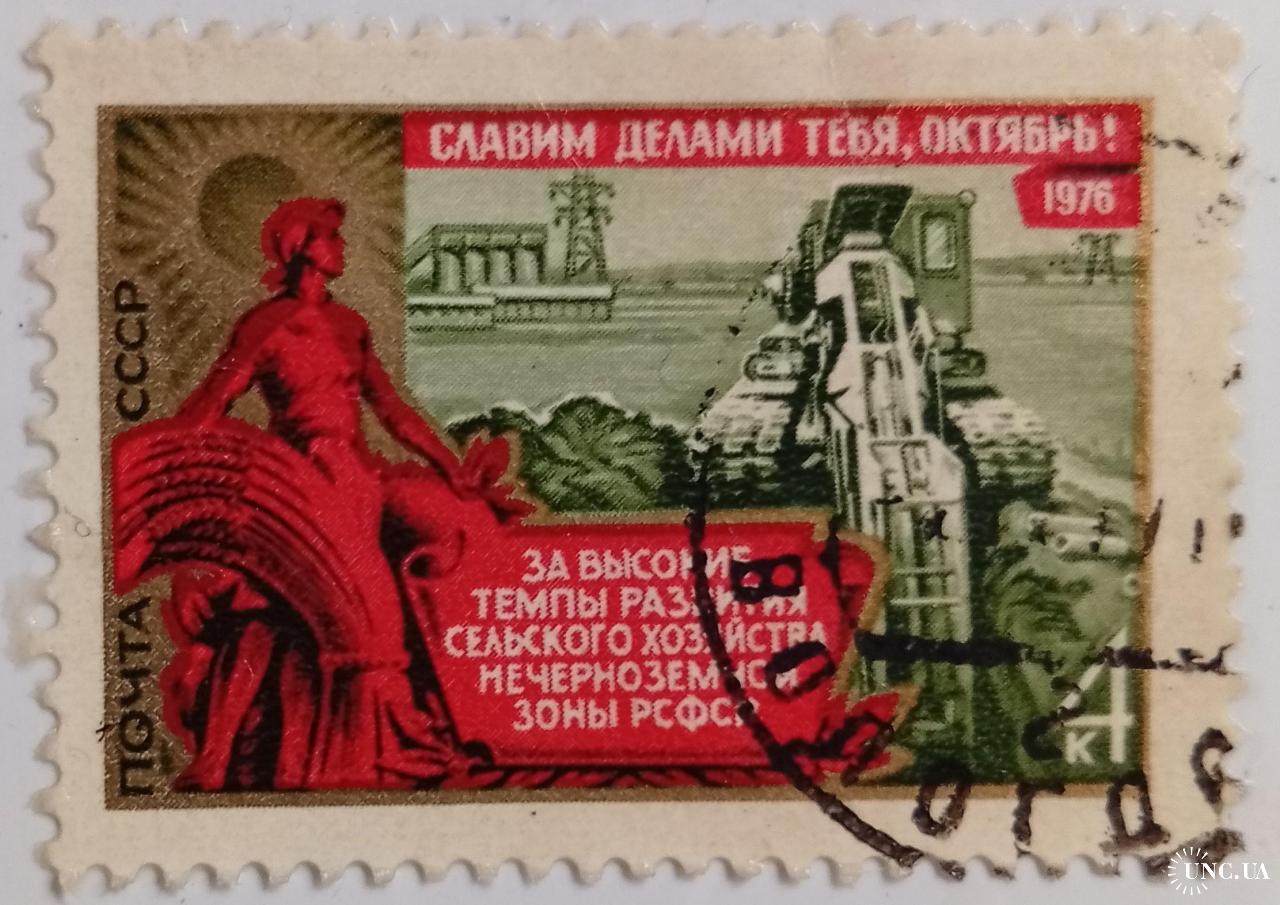 СЛАВИМ ДЕЛАМИ ТЕБЯ, ОКТЯБРЬ!
1976
ПОЧТА СССР
ЗА ВЫСОКИЕ
ТЕМПЫ РАЗВИТИЯ
СЕЛЬСКОГО ХОЗЯЙСТВА
НЕЧЕРНОЗЕМНОЙ
ЗОНЫ РСФСР
4
К
UNC.UA